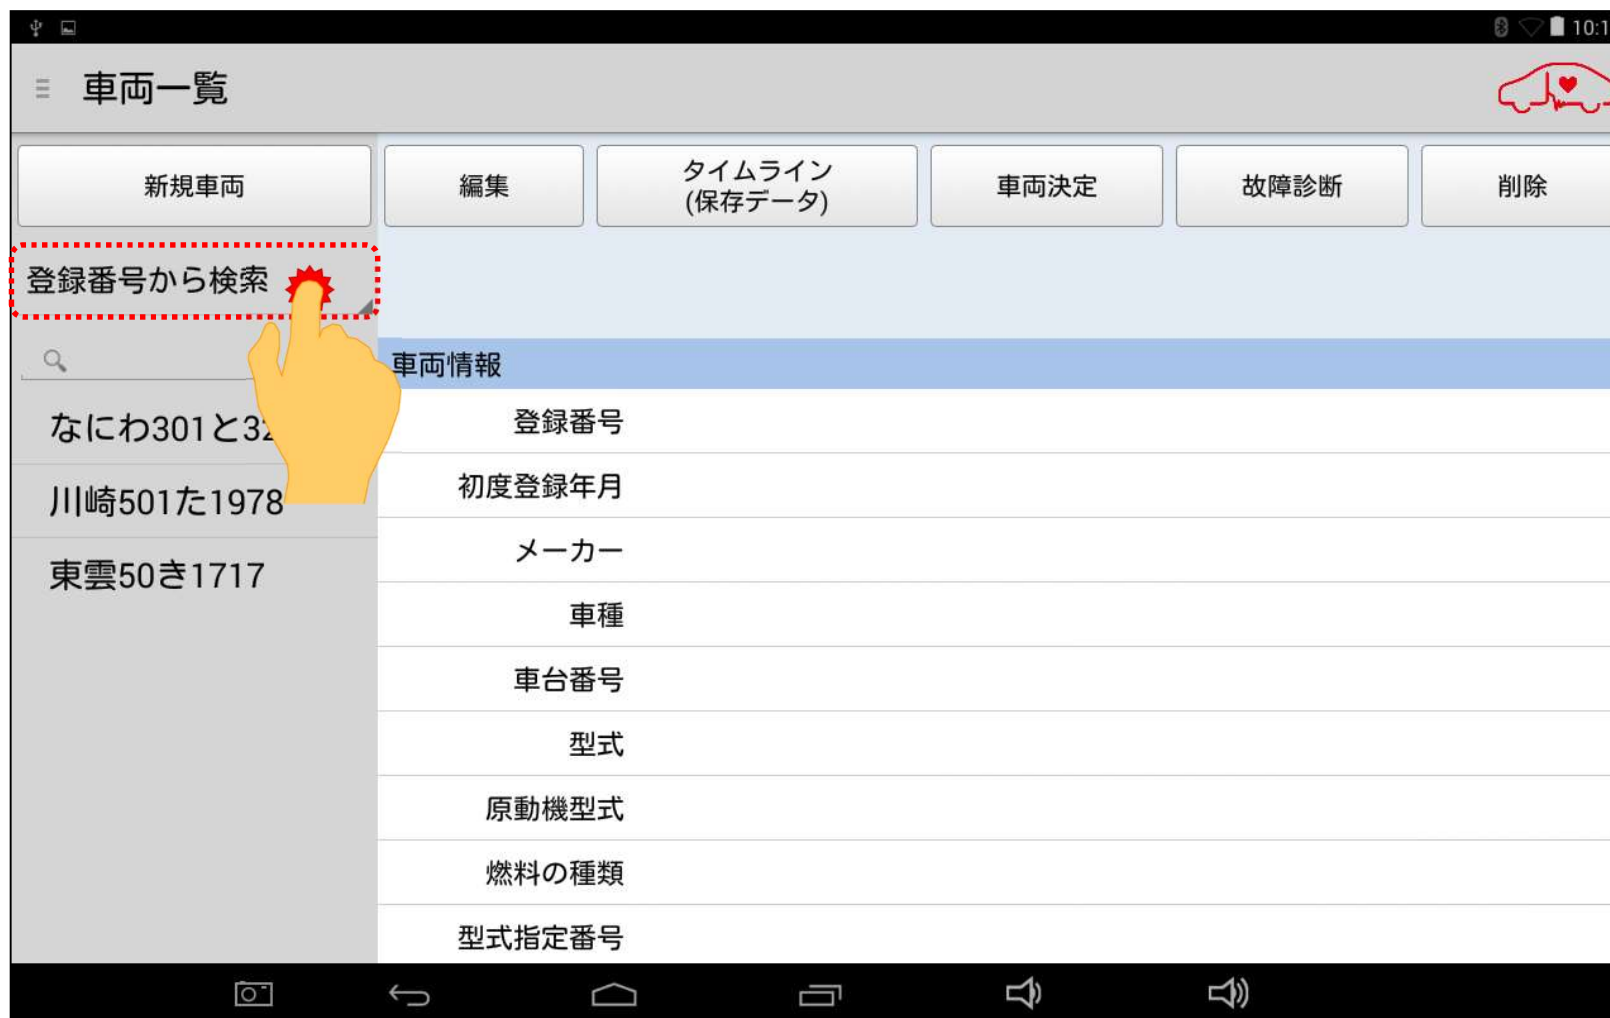 10:1
車両一覧
新規車両
編集
タイムライン
(保存データ)
車両決定
故障診断
削除
登録番号から検索
車両情報
なにわ301と32
川崎501た1978
東雲50き1717
登録番号
初度登録年月
メーカー
車種
車台番号
型式
原動機型式
燃料の種類
型式指定番号